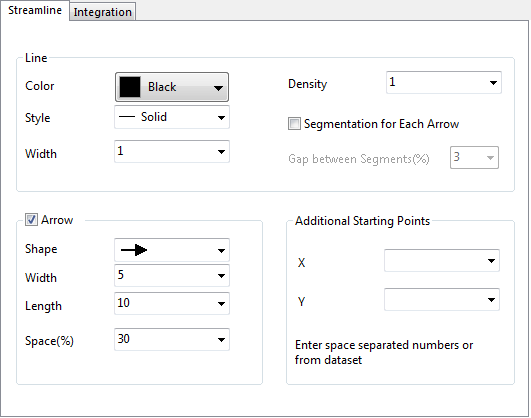 Streamline Integration
Line
Color Black
Style Solid
Width 1
Density 1
Segmentation for Each Arrow
Gap between Segments(%) 3
Arrow
Shape
Width 5
Length 10
Space(%) 30
Additional Starting Points
X
Y
Enter space separated numbers or
from dataset